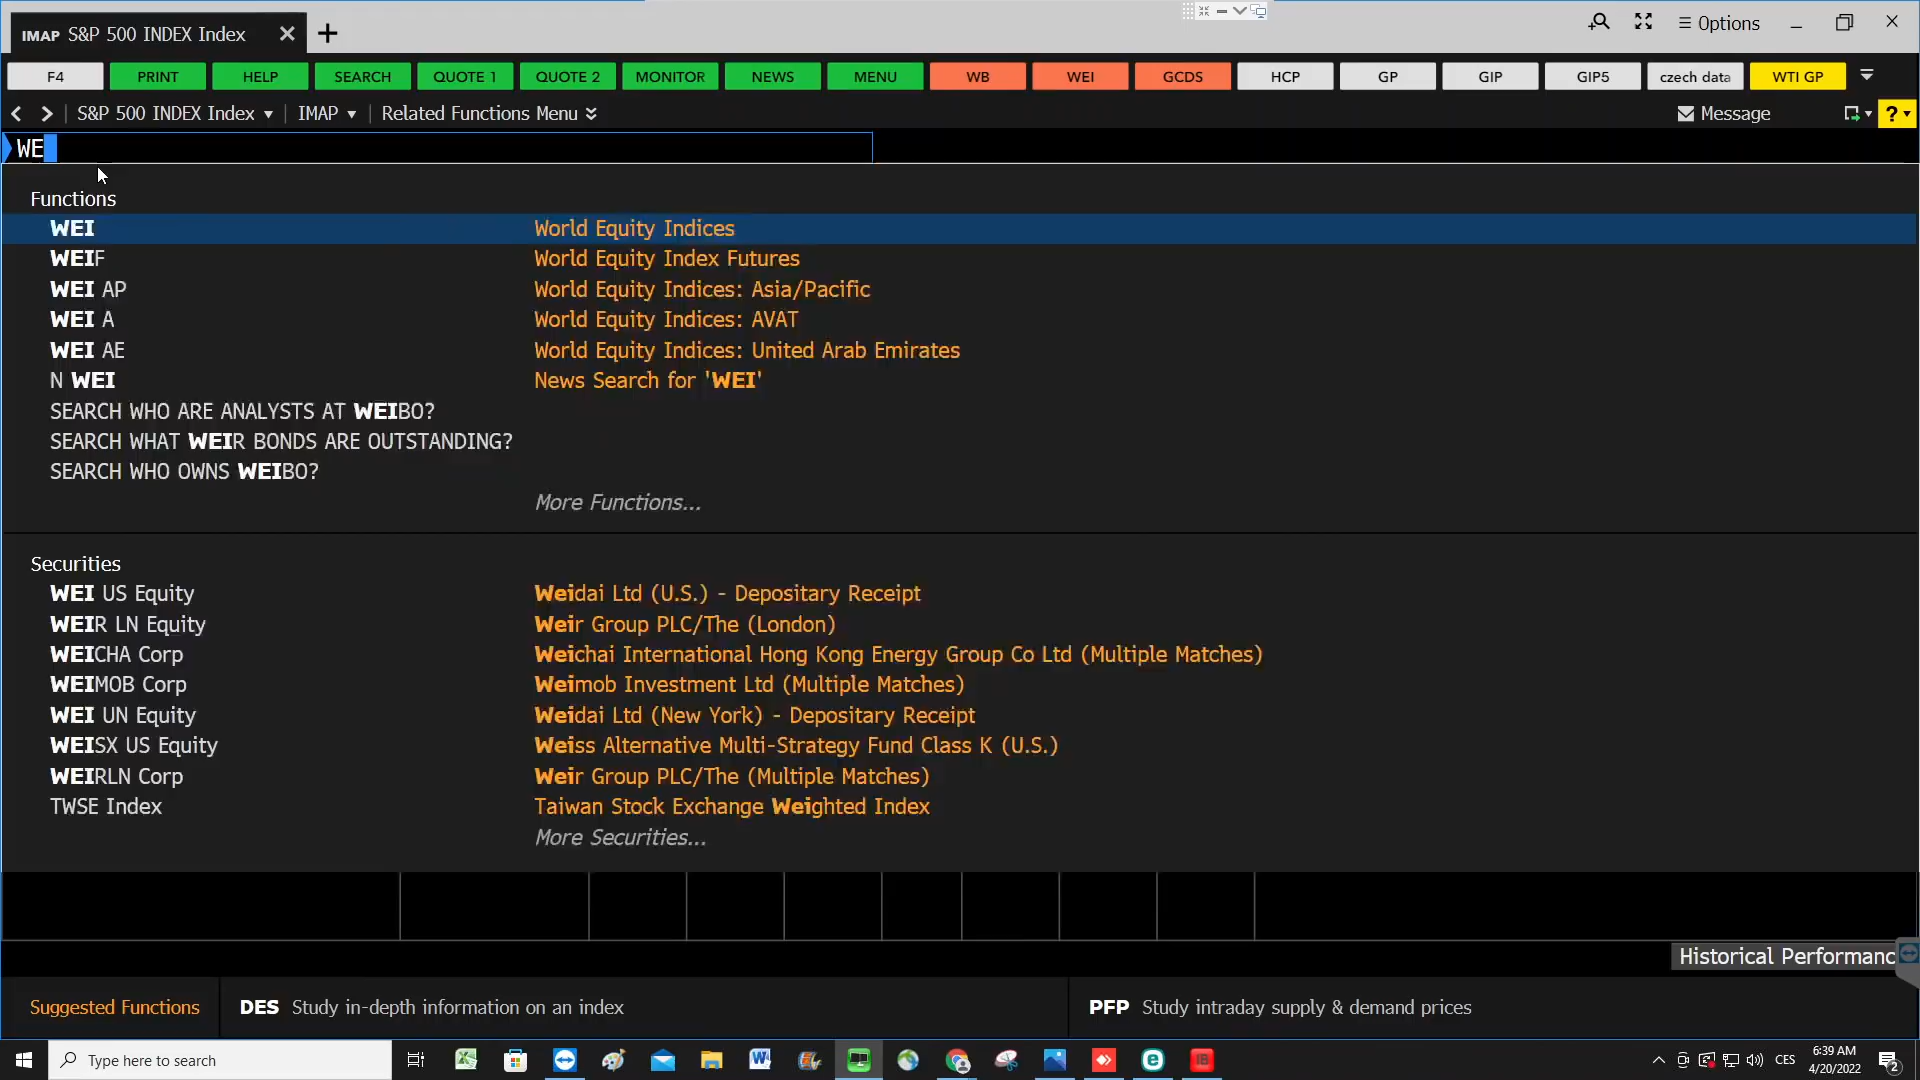 IMAP S&P 500 INDEX Index
Options
F4 PRINT HELP SEARCH QUOTE 1 QUOTE 2 MONITOR NEWS MENU WB WEI GCDS HCP GP GIP GIP5 czech data WTI GP
S&P 500 INDEX Index IMAP Related Functions Menu Message ?
WE
Functions
WEI World Equity Indices
WEIF World Equity Index Futures
WEI AP World Equity Indices: Asia/Pacific
WEI A World Equity Indices: AVAT
WEI AE World Equity Indices: United Arab Emirates
N WEI News Search for 'WEI'
SEARCH WHO ARE ANALYSTS AT WEIBO?
SEARCH WHAT WEIR BONDS ARE OUTSTANDING?
SEARCH WHO OWNS WEIBO?
More Functions...
Securities
WEI US Equity Weidai Ltd (U.S.) - Depositary Receipt
WEIR LN Equity Weir Group PLC/The (London)
WEICHA Corp Weichai International Hong Kong Energy Group Co Ltd (Multiple Matches)
WEIMOB Corp Weimob Investment Ltd (Multiple Matches)
WEI UN Equity Weidai Ltd (New York) - Depositary Receipt
WEISX US Equity Weiss Alternative Multi-Strategy Fund Class K (U.S.)
WEIRLN Corp Weir Group PLC/The (Multiple Matches)
TWSE Index Taiwan Stock Exchange Weighted Index
More Securities...
Historical Performanc
Suggested Functions DES Study in-depth information on an index PFP Study intraday supply & demand prices
Type here to search CES 6:39 AM
4/20/2022 2